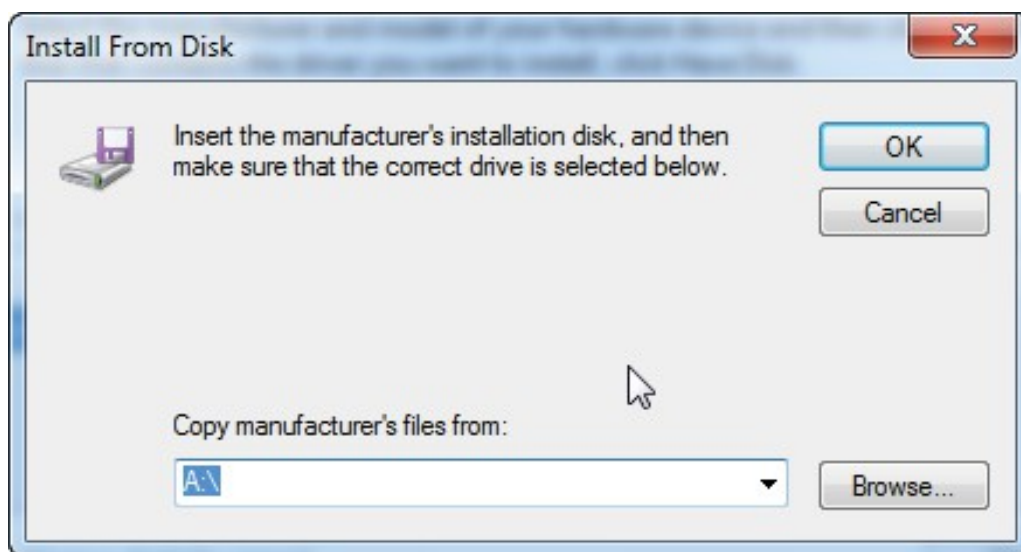 Install From Disk
Insert the manufacturer's installation disk, and then
make sure that the correct drive is selected below.
OK
Cancel
Copy manufacturer's files from:
A:\
Browse...